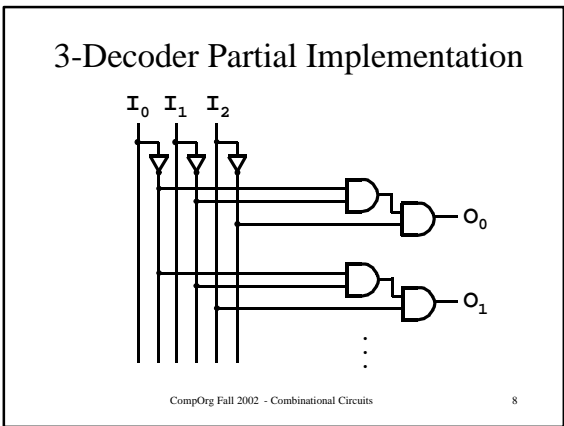 3-Decoder Partial Implementation
I₀ I₁ I₂
O₀
O₁
CompOrg Fall 2002 - Combinational Circuits 8